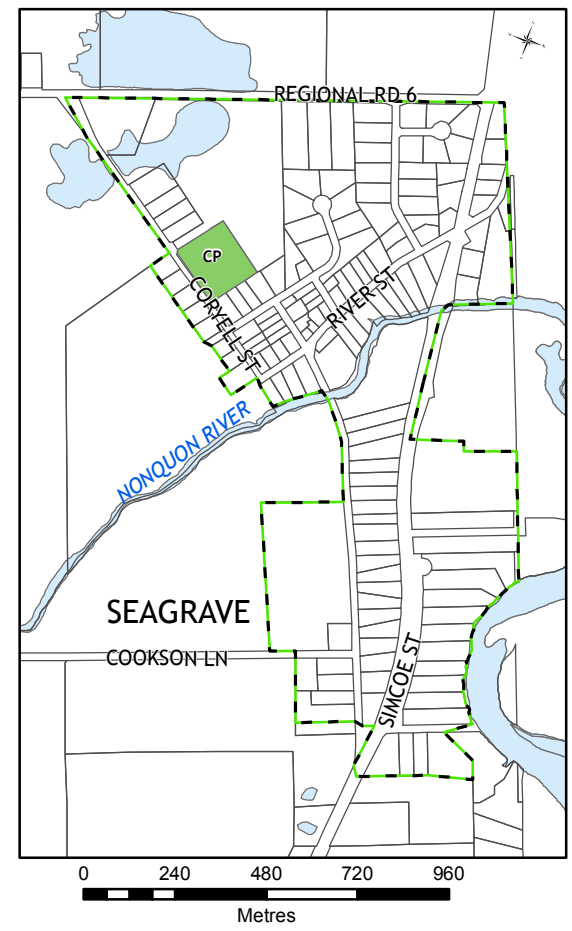 REGIONAL RD 6
CP
CORYELL ST
RIVER ST
NONQUON RIVER
SEAGRAVE
COOKSON LN
SIMCOE ST
0 240 480 720 960
Metres